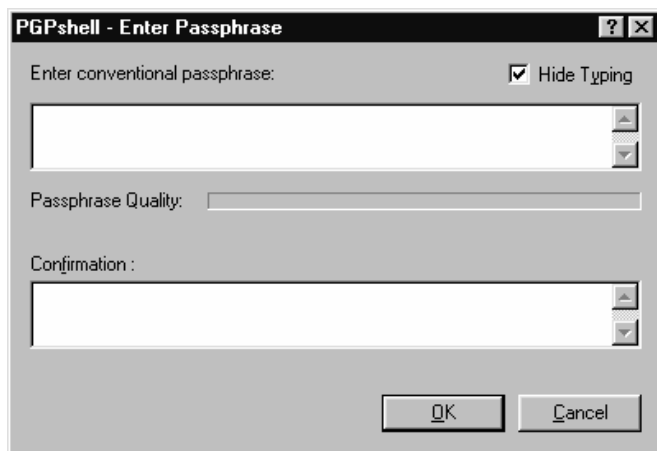 PGPshell - Enter Passphrase
Enter conventional passphrase:
Hide Typing
Passphrase Quality:
Confirmation :
OK
Cancel